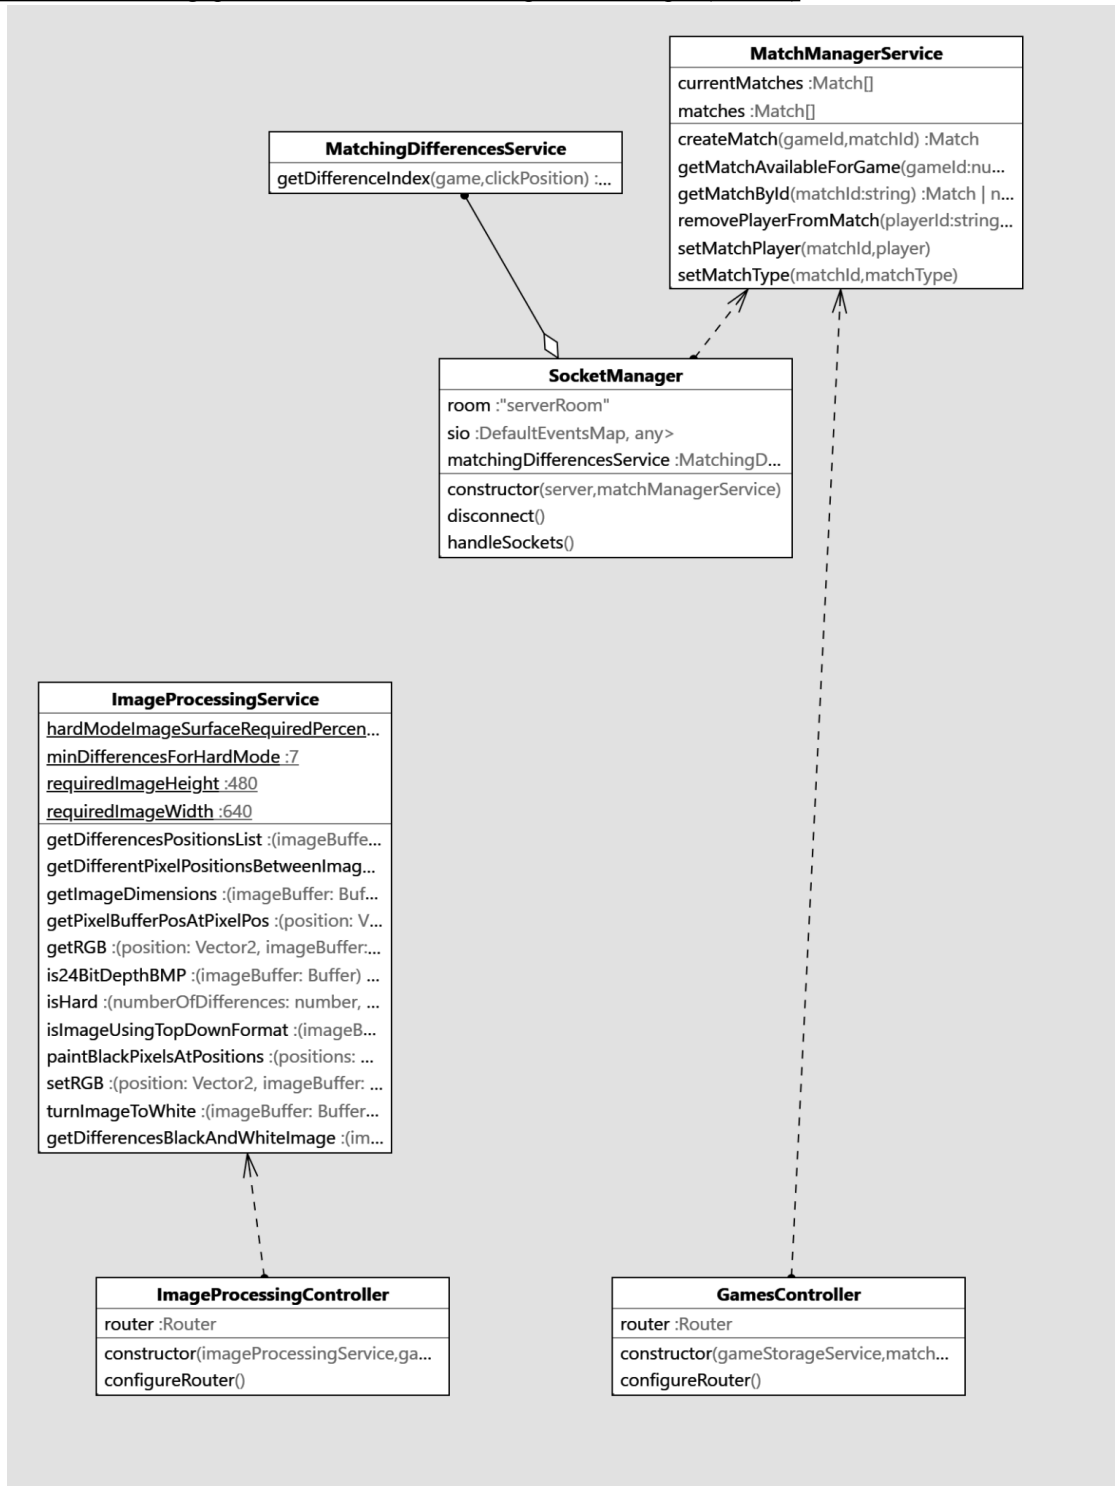 MatchManagerService
currentMatches :Match[]
matches :Match[]
createMatch(gameId,matchId) :Match
getMatchAvailableForGame(gameId:nu...
getMatchById(matchId:string) :Match | n...
removePlayerFromMatch(playerId:string...
setMatchPlayer(matchId,player)
setMatchType(matchId,matchType)
MatchingDifferencesService
getDifferenceIndex(game,clickPosition) :...
SocketManager
room :"serverRoom"
sio :DefaultEventsMap, any>
matchingDifferencesService :MatchingD...
constructor(server,matchManagerService)
disconnect()
handleSockets()
ImageProcessingService
hardModeImageSurfaceRequiredPercen...
minDifferencesForHardMode :7
requiredImageHeight :480
requiredImageWidth :640
getDifferencesPositionsList :(imageBuffe...
getDifferentPixelPositionsBetweenImag...
getImageDimensions :(imageBuffer: Buf...
getPixelBufferPosAtPixelPos :(position: V...
getRGB :(position: Vector2, imageBuffer:...
is24BitDepthBMP :(imageBuffer: Buffer) ...
isHard :(numberOfDifferences: number, ...
isImageUsingTopDownFormat :(imageB...
paintBlackPixelsAtPositions :(positions: ...
setRGB :(position: Vector2, imageBuffer: ...
turnImageToWhite :(imageBuffer: Buffer...
getDifferencesBlackAndWhiteImage :(im...
ImageProcessingController
router :Router
constructor(imageProcessingService,ga...
configureRouter()
GamesController
router :Router
constructor(gameStorageService,match...
configureRouter()